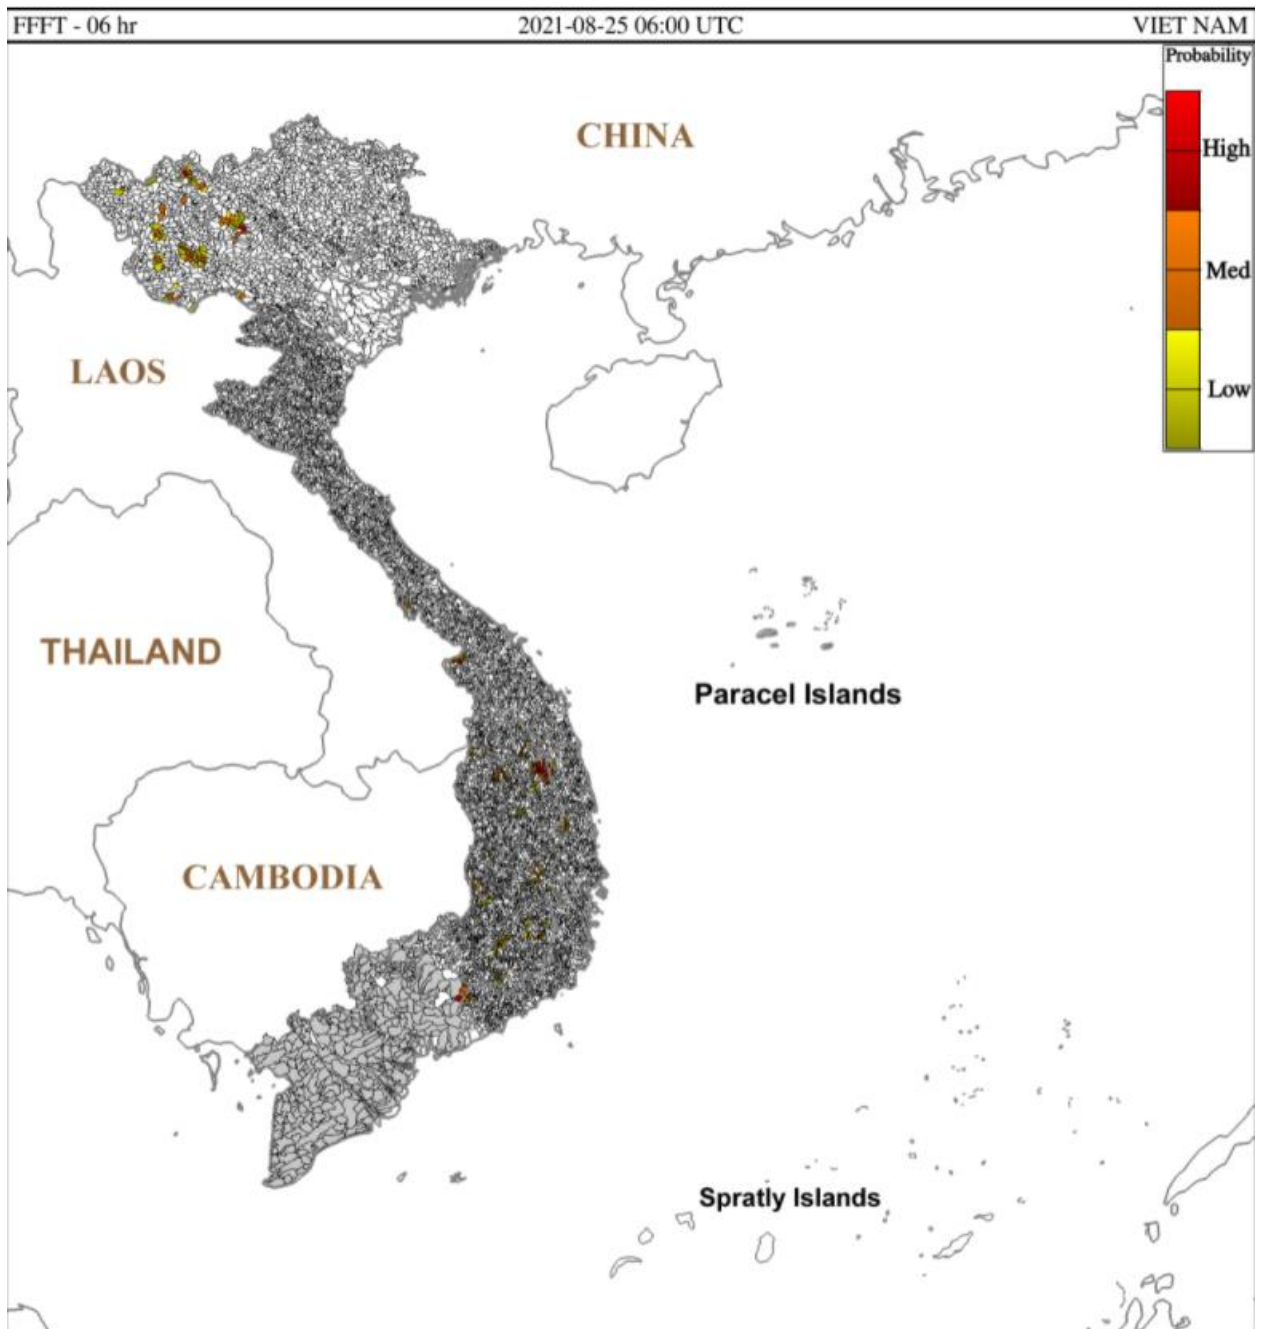 FFFT - 06 hr 2021-08-25 06:00 UTC VIET NAM
Probability
High
Med
Low
CHINA
LAOS
THAILAND
Paracel Islands
CAMBODIA
Spratly Islands